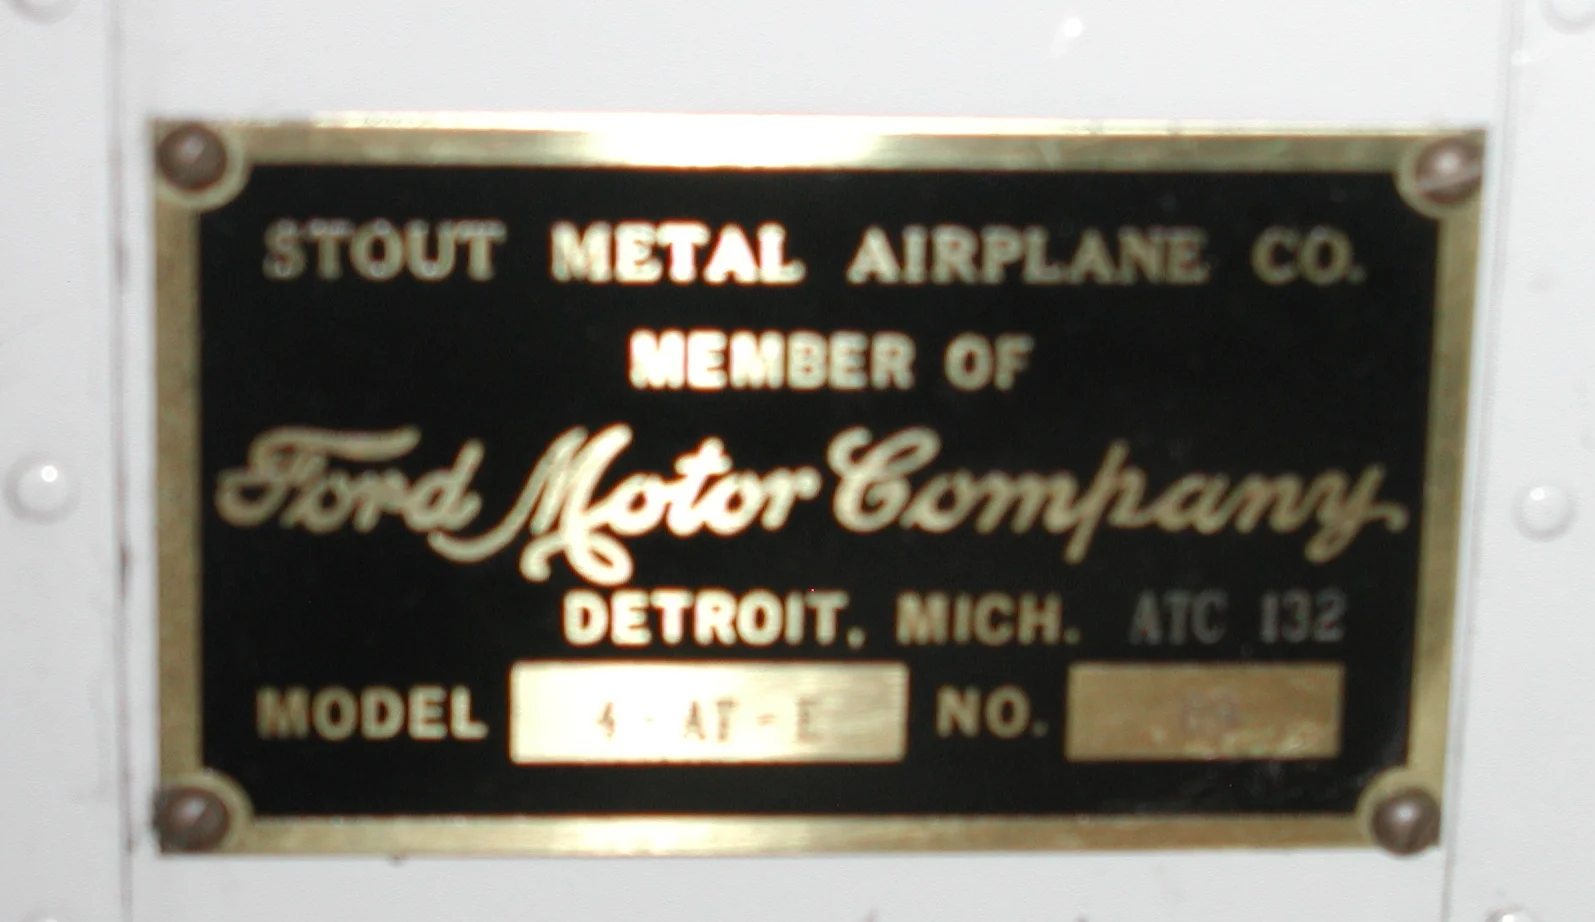 STOUT METAL AIRPLANE CO.
MEMBER OF
Ford Motor Company
DETROIT, MICH. ATC 132
MODEL 4-AT-E NO.